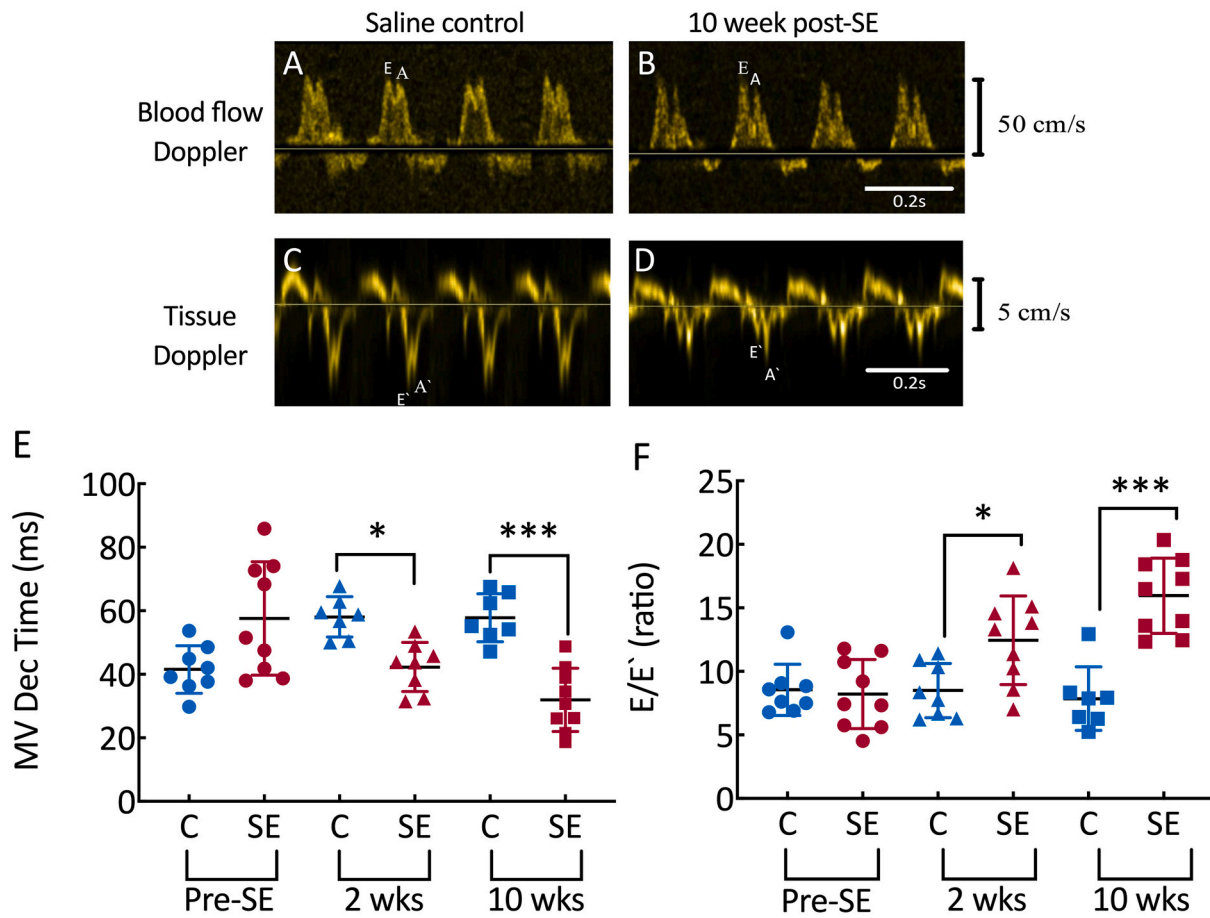 Saline control
10 week post-SE
A
E A
B
E
A
Blood flow
Doppler
50 cm/s
0.2s
C
D
Tissue
Doppler
E` A`
E`
A`
5 cm/s
0.2s
E
MV Dec Time (ms)
100
80
60
40
20
0
*
***
C SE C SE C SE
Pre-SE 2 wks 10 wks
F
E/E` (ratio)
25
20
15
10
5
0
*
***
C SE C SE C SE
Pre-SE 2 wks 10 wks